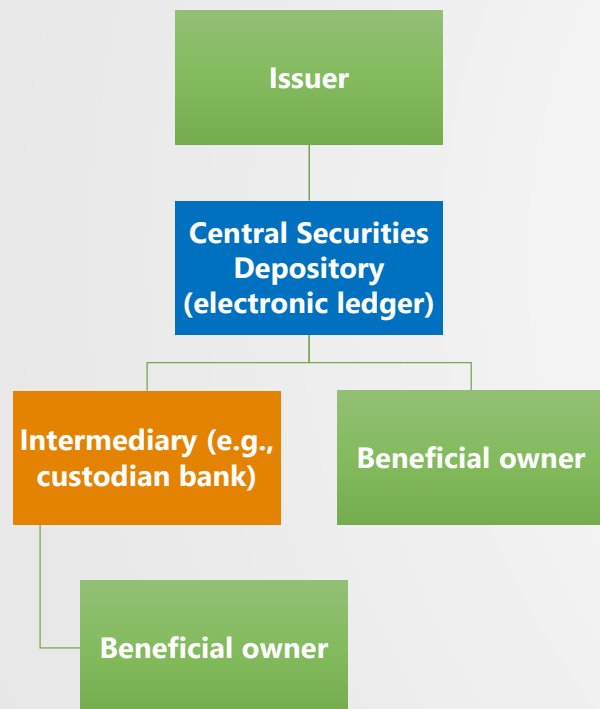 Issuer
Central Securities
Depository
(electronic ledger)
Intermediary (e.g.,
custodian bank)
Beneficial owner
Beneficial owner